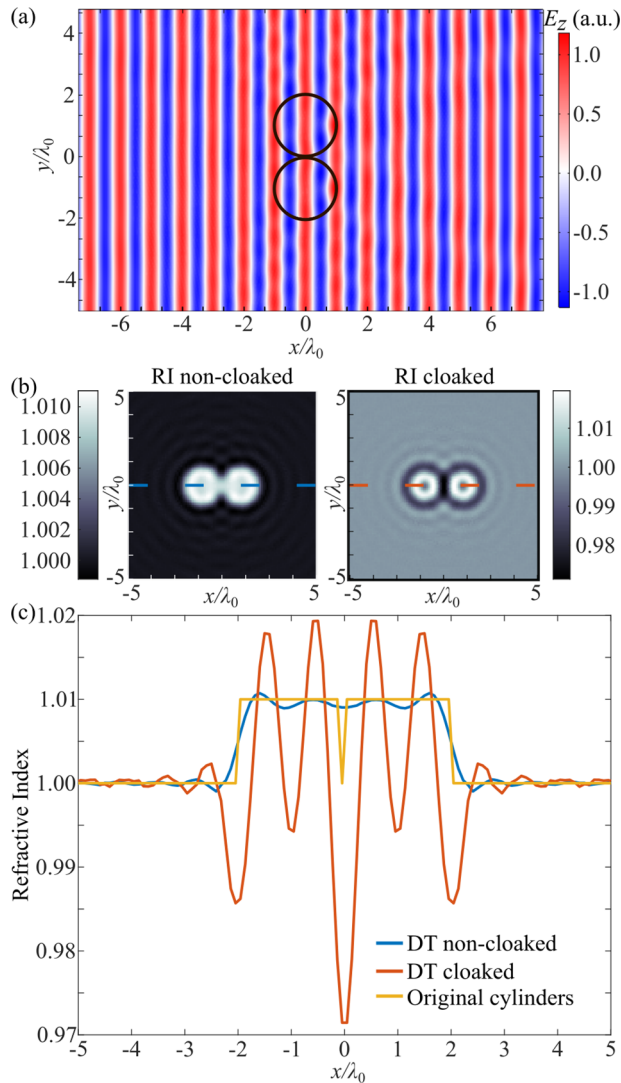 (a)
E_z (a.u.)
4
2
0
-2
-4
y/λ₀
-6 -4 -2 0 2 4 6
x/λ₀
1.0
0.5
0.0
-0.5
-1.0
(b)
RI non-cloaked
RI cloaked
1.010
1.008
1.006
1.004
1.002
1.000
5
y/λ₀
-5
-5 x/λ₀ 5
5
y/λ₀
-5
-5 x/λ₀ 5
1.01
1.00
0.99
0.98
(c)
1.02
1.01
1.00
0.99
0.98
0.97
Refractive Index
DT non-cloaked
DT cloaked
Original cylinders
-5 -4 -3 -2 -1 0 1 2 3 4 5
x/λ₀